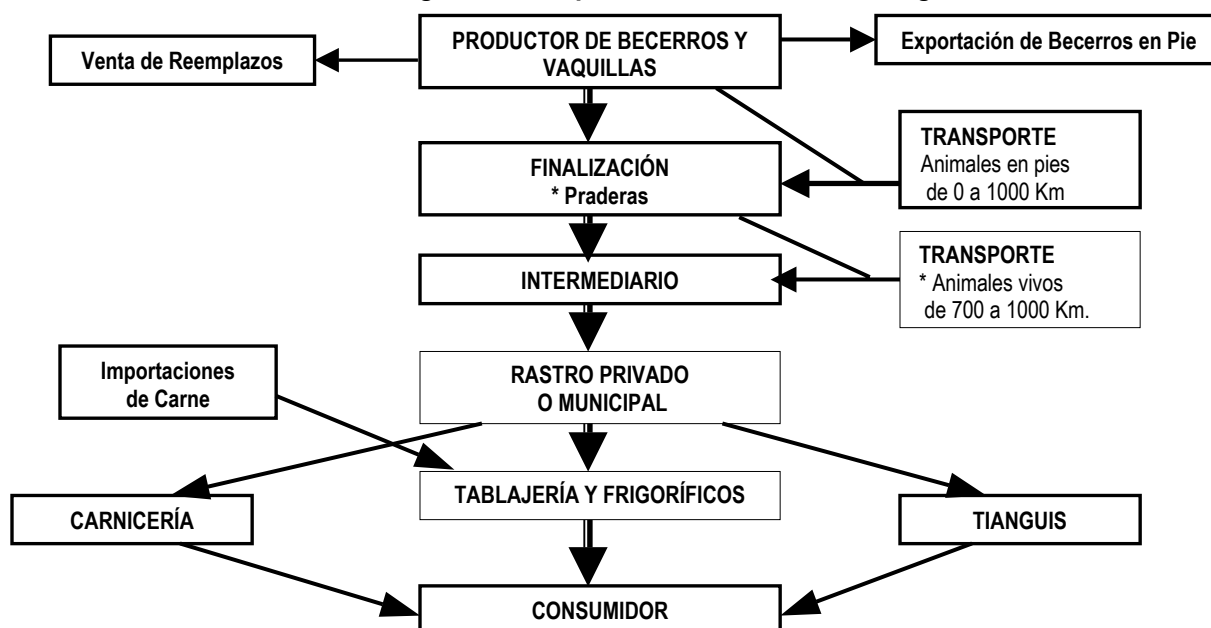 PRODUCTOR DE BECERROS Y
VAQUILLAS
Venta de Reemplazos
Exportación de Becerros en Pie
TRANSPORTE
Animales en pies
de 0 a 1000 Km
FINALIZACIÓN
* Praderas
TRANSPORTE
* Animales vivos
de 700 a 1000 Km.
INTERMEDIARIO
Importaciones
de Carne
RASTRO PRIVADO
O MUNICIPAL
TABLAJERÍA Y FRIGORÍFICOS
CARNICERÍA
TIANGUIS
CONSUMIDOR